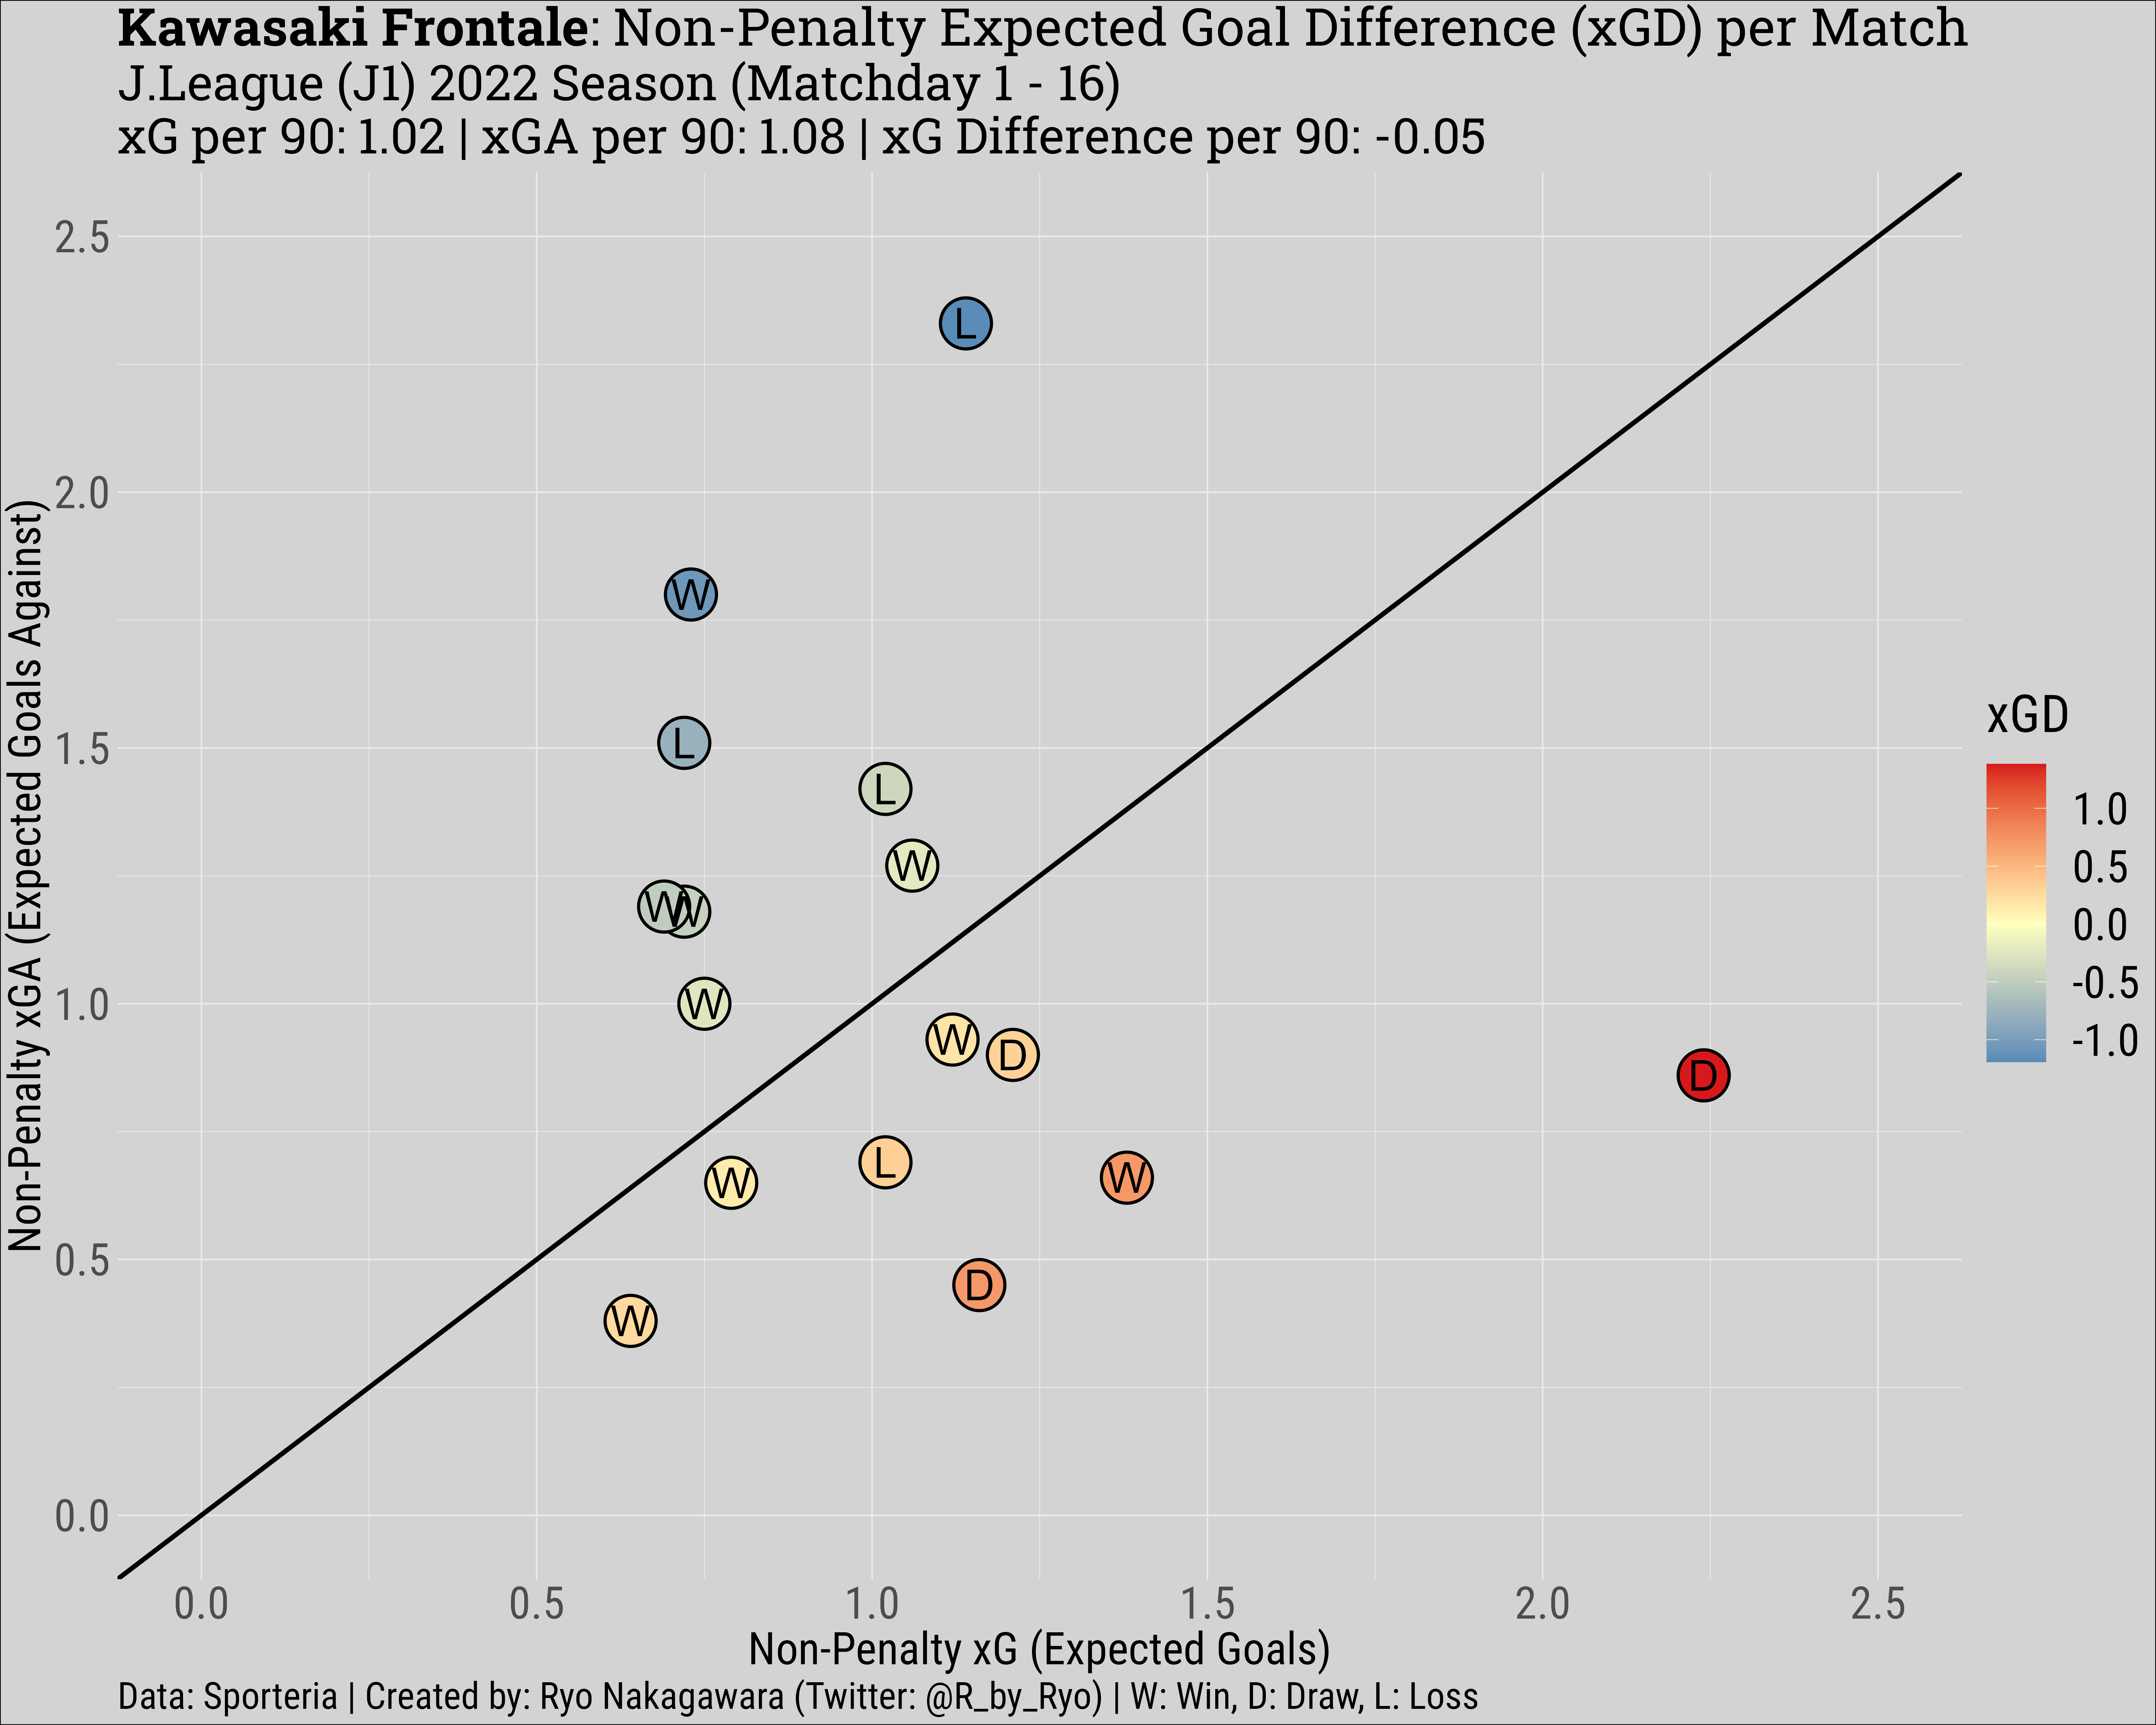 Kawasaki Frontale: Non-Penalty Expected Goal Difference (xGD) per Match
J.League (J1) 2022 Season (Matchday 1 - 16)
xG per 90: 1.02 | xGA per 90: 1.08 | xG Difference per 90: -0.05
Non-Penalty xGA (Expected Goals Against)
2.5
2.0
1.5
1.0
0.5
0.0
L
W
L
L
W
W
W
W
W
D
D
L
W
W
D
W
xGD
1.0
0.5
0.0
-0.5
-1.0
0.0
0.5
1.0
1.5
2.0
2.5
Non-Penalty xG (Expected Goals)
Data: Sporteria | Created by: Ryo Nakagawara (Twitter: @R_by_Ryo) | W: Win, D: Draw, L: Loss